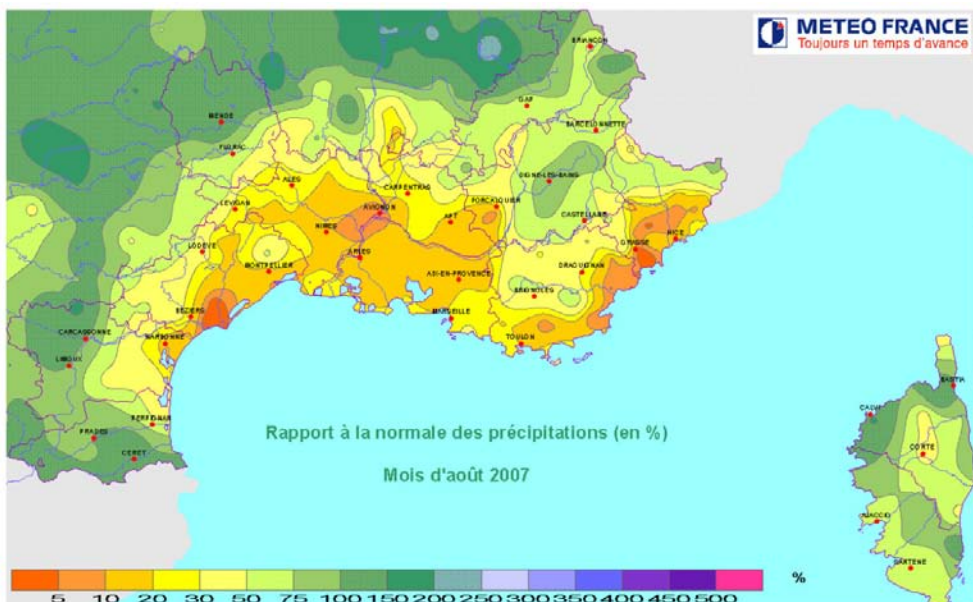 METEO FRANCE
Toujours un temps d'avance
BRIANCON
GAP
MENDE
BARCELONNETTE
FLORAC
DIGNE-LES-BAINS
ALES
CARPENTRAS
FORCALQUIER
LEVIGAN
AVIGNON
APT
CASTELLANE
NIMES
NICE
LODEVE
ARLES
GRASSE
MONTPELLIER
AIX-EN-PROVENCE
DRAGUIGNAN
BRIGNOLES
BEZIERS
MARSEILLE
CARCASSONNE
NARBONNE
TOULON
LIMOUX
BASTIA
CALVI
PERPIGNAN
Rapport à la normale des précipitations (en %)
PRADES
CORTE
CERET
Mois d'août 2007
AJACCIO
SARTENE
%
5 10 20 30 50 75 100 150 200 250 300 350 400 450 500